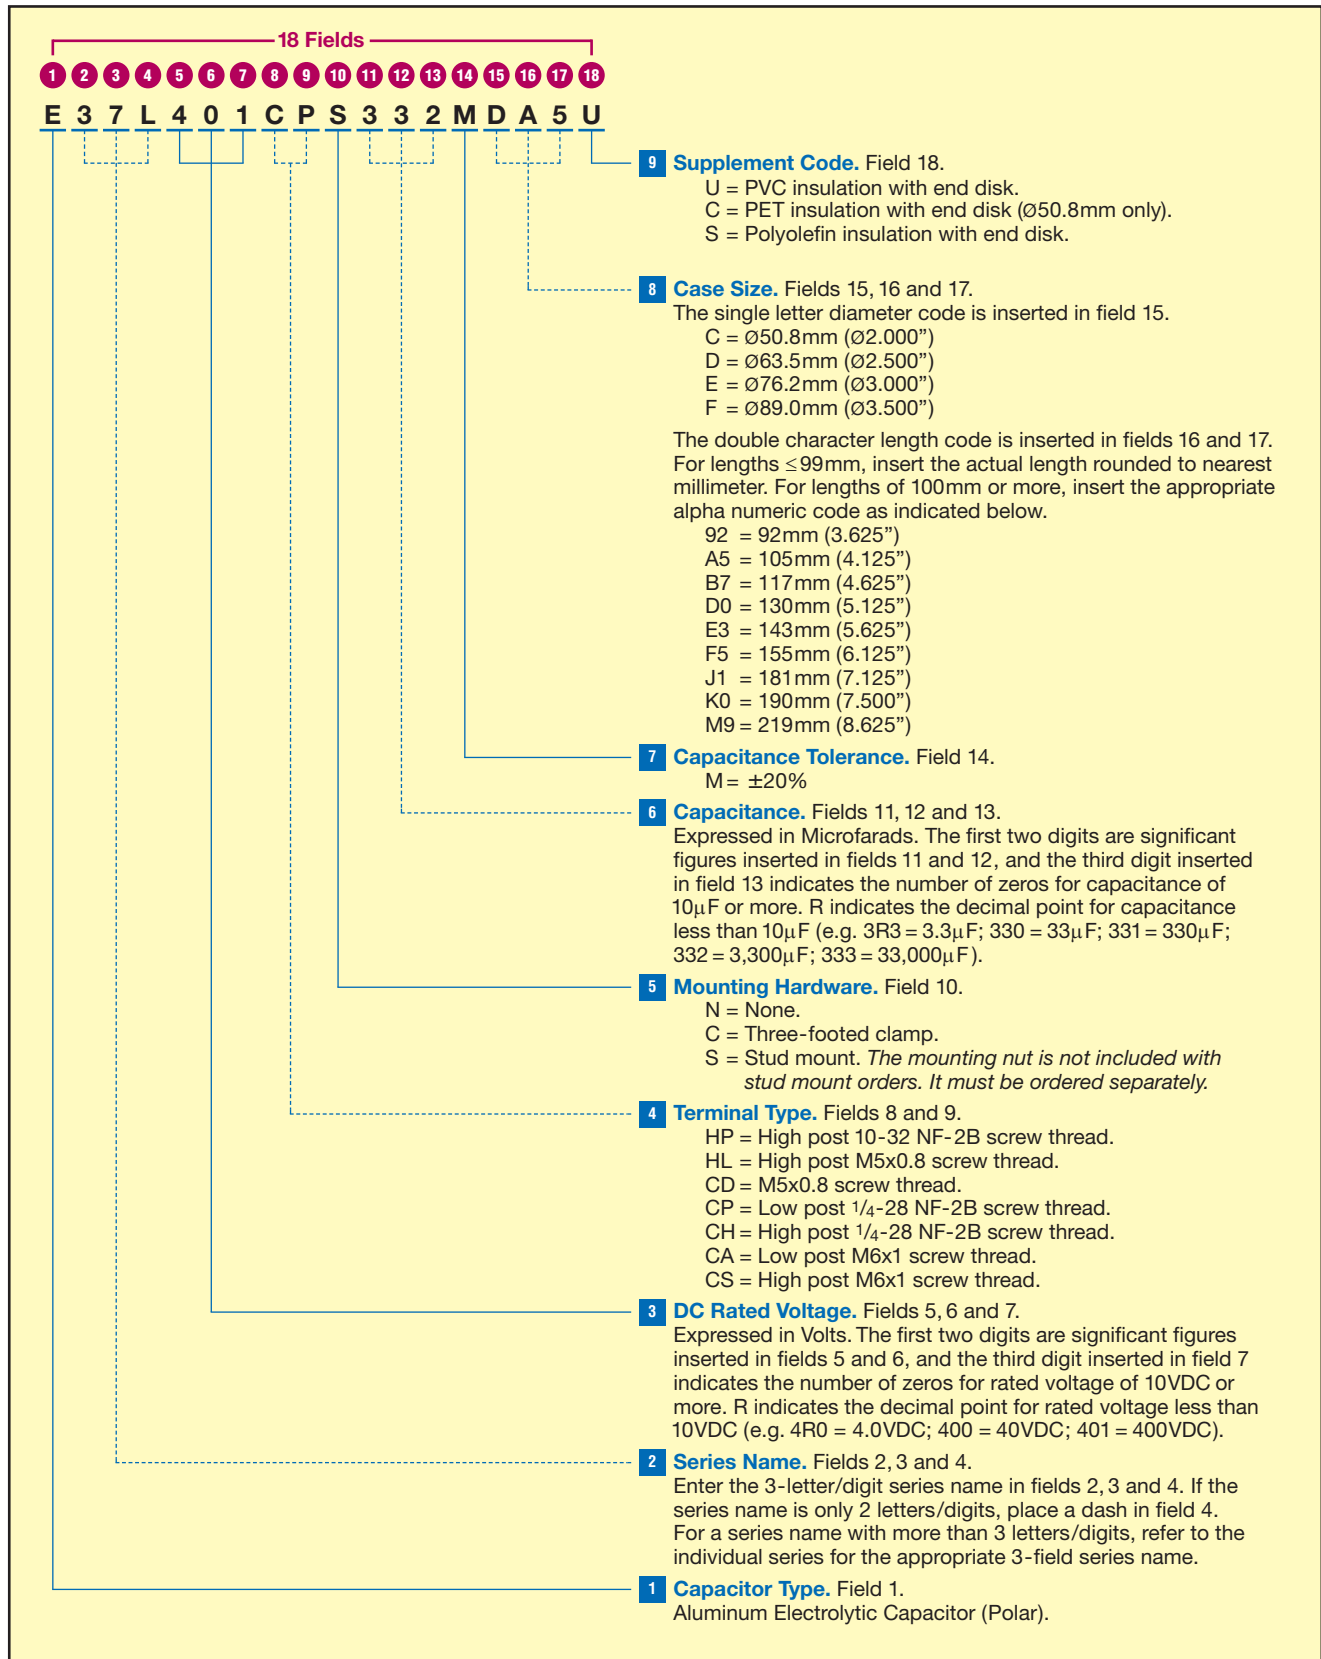 18 Fields
1 2 3 4 5 6 7 8 9 10 11 12 13 14 15 16 17 18
E 3 7 L 4 0 1 C P S 3 3 2 M D A 5 U
9 Supplement Code. Field 18.
U = PVC insulation with end disk.
C = PET insulation with end disk (Ø50.8mm only).
S = Polyolefin insulation with end disk.
8 Case Size. Fields 15, 16 and 17.
The single letter diameter code is inserted in field 15.
C = Ø50.8mm (Ø2.000”)
D = Ø63.5mm (Ø2.500”)
E = Ø76.2mm (Ø3.000”)
F = Ø89.0mm (Ø3.500”)
The double character length code is inserted in fields 16 and 17.
For lengths ≤99mm, insert the actual length rounded to nearest
millimeter. For lengths of 100mm or more, insert the appropriate
alpha numeric code as indicated below.
92 = 92mm (3.625”)
A5 = 105mm (4.125”)
B7 = 117mm (4.625”)
D0 = 130mm (5.125”)
E3 = 143mm (5.625”)
F5 = 155mm (6.125”)
J1 = 181mm (7.125”)
K0 = 190mm (7.500”)
M9 = 219mm (8.625”)
7 Capacitance Tolerance. Field 14.
M = ±20%
6 Capacitance. Fields 11, 12 and 13.
Expressed in Microfarads. The first two digits are significant
figures inserted in fields 11 and 12, and the third digit inserted
in field 13 indicates the number of zeros for capacitance of
10µF or more. R indicates the decimal point for capacitance
less than 10µF (e.g. 3R3 = 3.3µF; 330 = 33µF; 331 = 330µF;
332 = 3,300µF; 333 = 33,000µF).
5 Mounting Hardware. Field 10.
N = None.
C = Three-footed clamp.
S = Stud mount. The mounting nut is not included with
stud mount orders. It must be ordered separately.
4 Terminal Type. Fields 8 and 9.
HP = High post 10-32 NF-2B screw thread.
HL = High post M5x0.8 screw thread.
CD = M5x0.8 screw thread.
CP = Low post 1/4-28 NF-2B screw thread.
CH = High post 1/4-28 NF-2B screw thread.
CA = Low post M6x1 screw thread.
CS = High post M6x1 screw thread.
3 DC Rated Voltage. Fields 5, 6 and 7.
Expressed in Volts. The first two digits are significant figures
inserted in fields 5 and 6, and the third digit inserted in field 7
indicates the number of zeros for rated voltage of 10VDC or
more. R indicates the decimal point for rated voltage less than
10VDC (e.g. 4R0 = 4.0VDC; 400 = 40VDC; 401 = 400VDC).
2 Series Name. Fields 2, 3 and 4.
Enter the 3-letter/digit series name in fields 2, 3 and 4. If the
series name is only 2 letters/digits, place a dash in field 4.
For a series name with more than 3 letters/digits, refer to the
individual series for the appropriate 3-field series name.
1 Capacitor Type. Field 1.
Aluminum Electrolytic Capacitor (Polar).